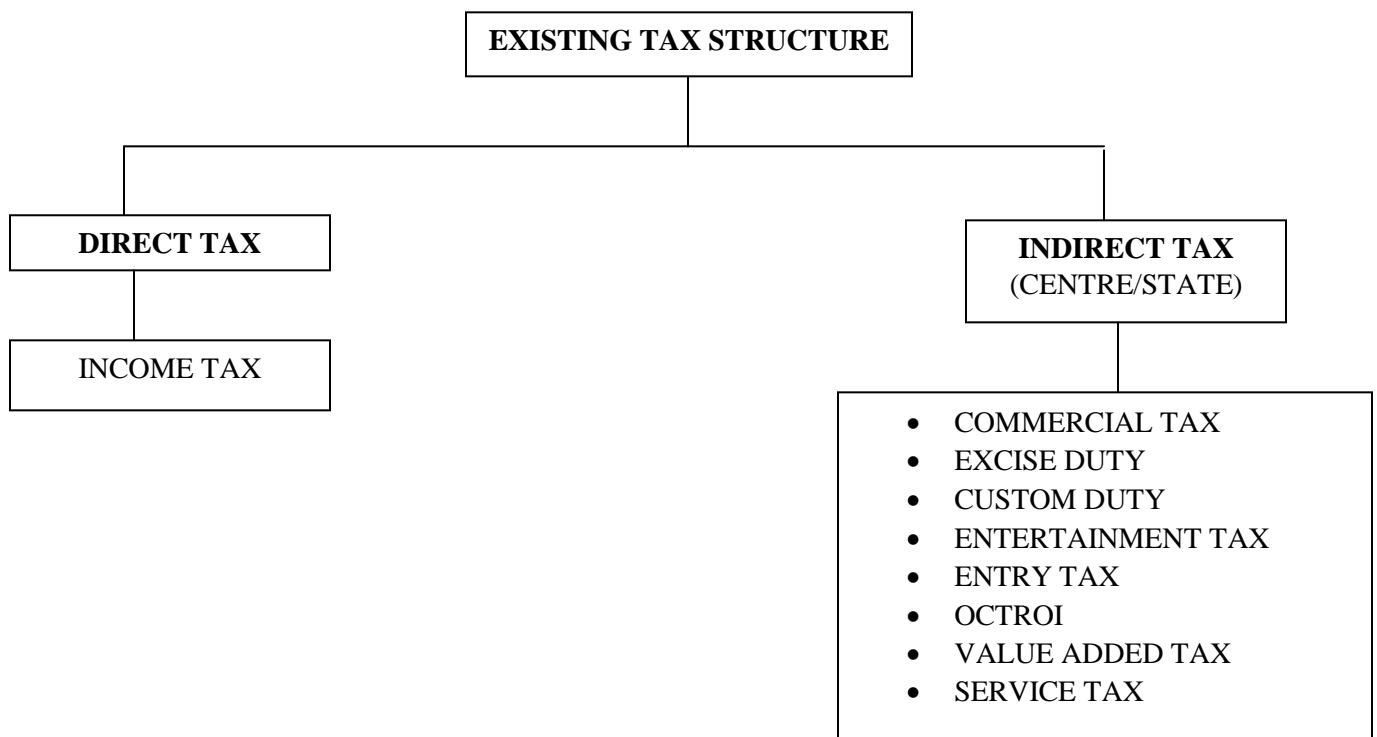 EXISTING TAX STRUCTURE
DIRECT TAX
INCOME TAX
INDIRECT TAX
(CENTRE/STATE)
• COMMERCIAL TAX
• EXCISE DUTY
• CUSTOM DUTY
• ENTERTAINMENT TAX
• ENTRY TAX
• OCTROI
• VALUE ADDED TAX
• SERVICE TAX